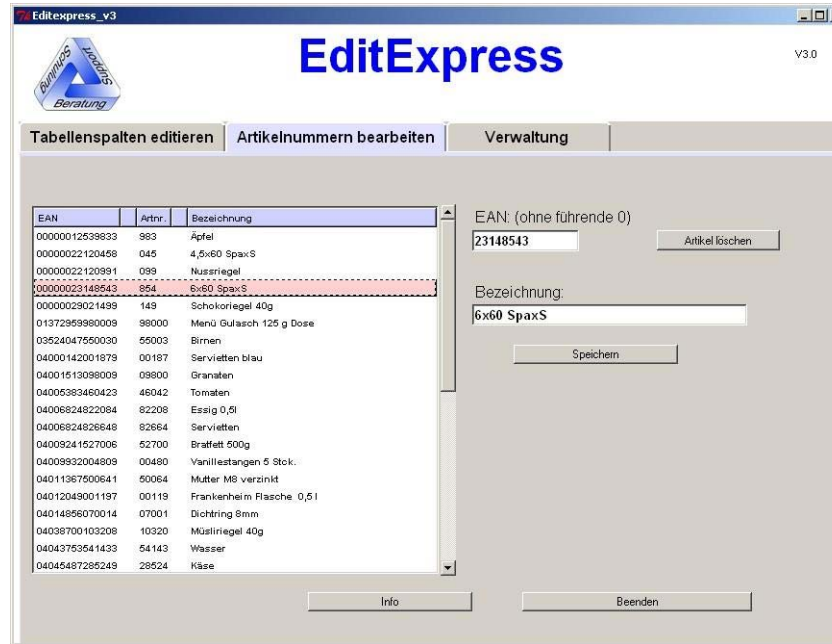 Editexpress_v3
EditExpress
V3.0
Schulung
Support
Beratung
Tabellenspalten editieren
Artikelnummern bearbeiten
Verwaltung
EAN Artnr. Bezeichnung
00000012539833 983 Äpfel
00000022120458 045 4,5x60 SpaxS
00000022120991 099 Nussriegel
00000023148543 854 6x60 SpaxS
00000029021499 149 Schokoriegel 40g
01372959980009 98000 Menü Gulasch 125 g Dose
03524047550030 55003 Birnen
04000142001879 00187 Servietten blau
04001513098009 09800 Granaten
04005383460423 46042 Tomaten
04006824822084 82208 Essig 0,5l
04006824826648 82664 Servietten
04009241527006 52700 Bratfett 500g
04009932004809 00480 Vanillestangen 5 Stck.
04011367500641 50064 Mutter M8 verzinkt
04012049001197 00119 Frankenheim Flasche 0,5 l
04014856070014 07001 Dichtring 8mm
04038700103208 10320 Müsliriegel 40g
04043753541433 54143 Wasser
04045487285249 28524 Käse
EAN: (ohne führende 0)
23148543
Artikel löschen
Bezeichnung:
6x60 SpaxS
Speichern
Info
Beenden